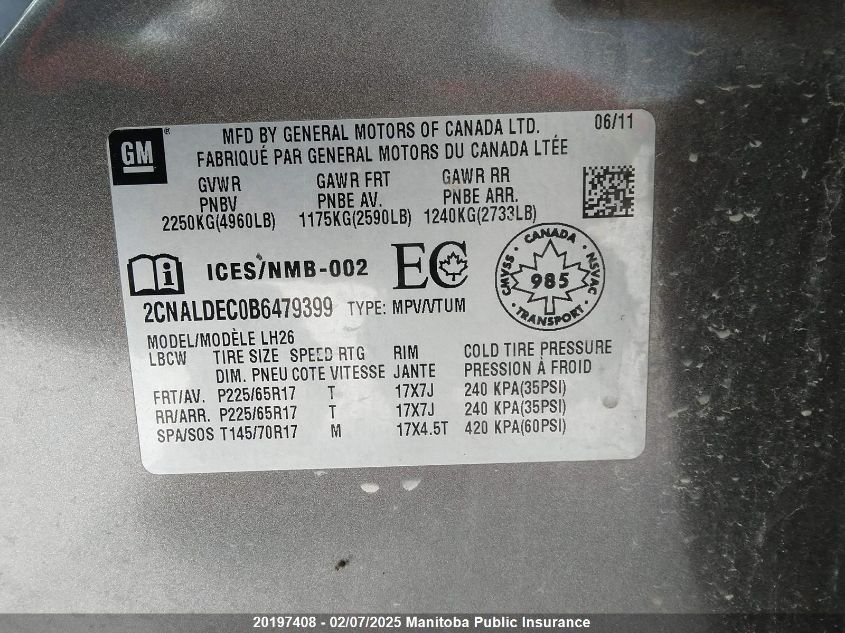 GM
MFD BY GENERAL MOTORS OF CANADA LTD. 06/11
FABRIQUÉ PAR GENERAL MOTORS DU CANADA LTÉE
GVWR GAWR FRT GAWR RR
PNBV PNBE AV. PNBE ARR.
2250KG(4960LB) 1175KG(2590LB) 1240KG(2733LB)
i ICES/NMB-002 EC
CANADA
CMVSS 985 NSVAC
TRANSPORT
2CNALDEC0B6479399 TYPE: MPV/VTUM
MODEL/MODÈLE LH26
LBCW TIRE SIZE SPEED RTG RIM COLD TIRE PRESSURE
DIM. PNEU COTE VITESSE JANTE PRESSION À FROID
FRT/AV. P225/65R17 T 17X7J 240 KPA(35PSI)
RR/ARR. P225/65R17 T 17X7J 240 KPA(35PSI)
SPA/SOS T145/70R17 M 17X4.5T 420 KPA(60PSI)
20197408 - 02/07/2025 Manitoba Public Insurance